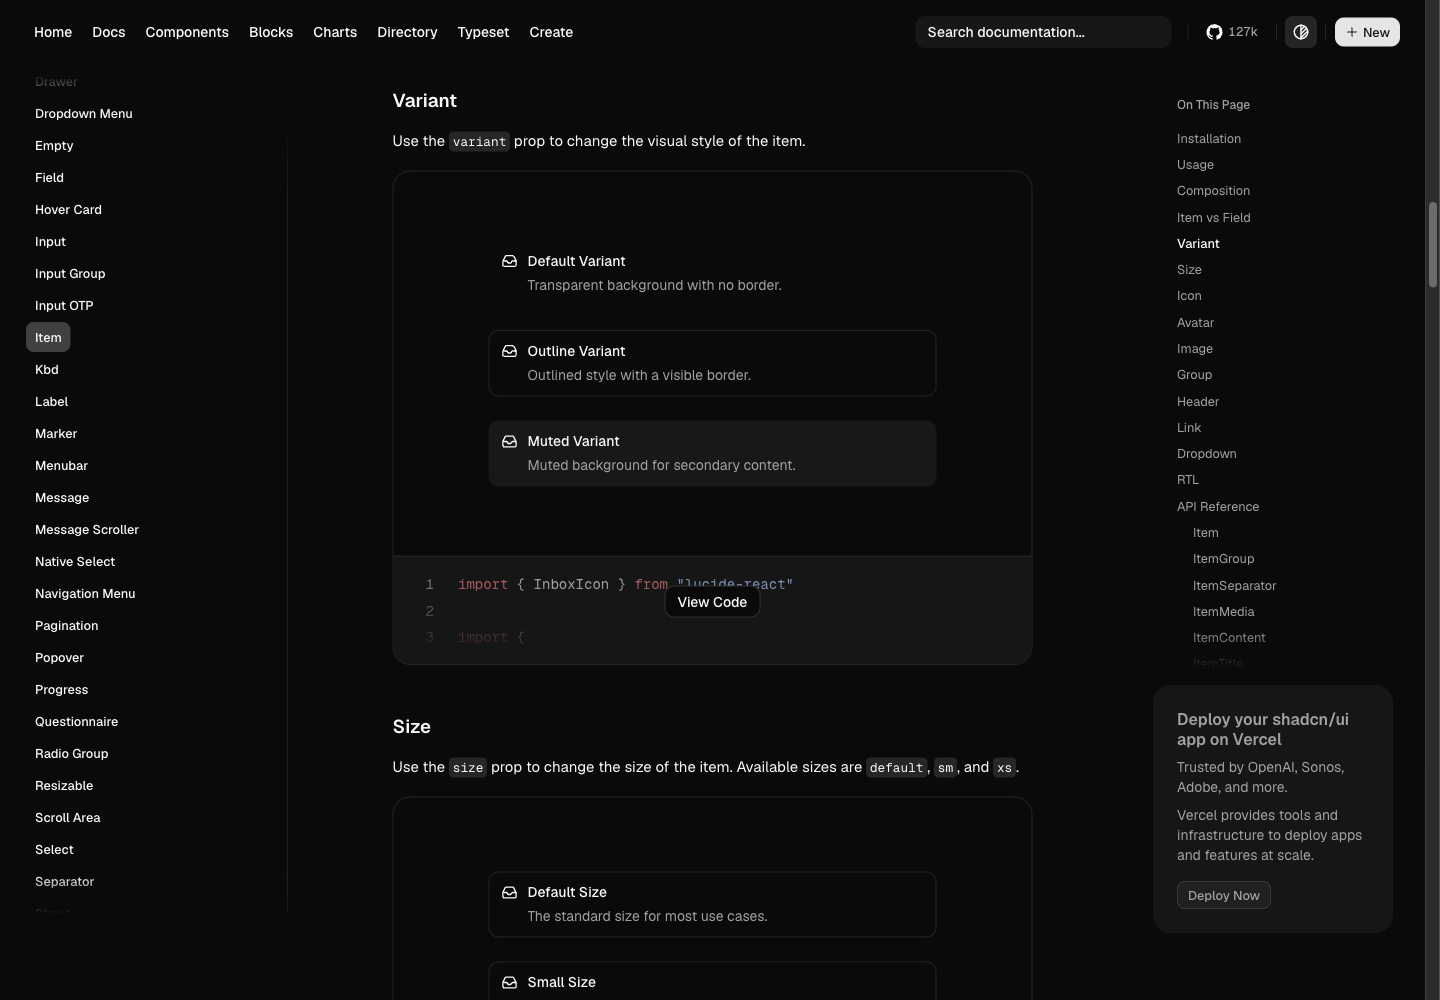 Home Docs Components Blocks Charts Directory Typeset Create
Search documentation...
127k
New
Drawer
Dropdown Menu
Empty
Field
Hover Card
Input
Input Group
Input OTP
Item
Kbd
Label
Marker
Menubar
Message
Message Scroller
Native Select
Navigation Menu
Pagination
Popover
Progress
Questionnaire
Radio Group
Resizable
Scroll Area
Select
Separator
Variant
Use the variant prop to change the visual style of the item.
Default Variant
Transparent background with no border.
Outline Variant
Outlined style with a visible border.
Muted Variant
Muted background for secondary content.
1 import { InboxIcon } from "lucide-react"
2
3 import {
View Code
Size
Use the size prop to change the size of the item. Available sizes are default, sm, and xs.
Default Size
The standard size for most use cases.
Small Size
On This Page
Installation
Usage
Composition
Item vs Field
Variant
Size
Icon
Avatar
Image
Group
Header
Link
Dropdown
RTL
API Reference
Item
ItemGroup
ItemSeparator
ItemMedia
ItemContent
ItemTitle
Deploy your shadcn/ui
app on Vercel
Trusted by OpenAI, Sonos,
Adobe, and more.
Vercel provides tools and
infrastructure to deploy apps
and features at scale.
Deploy Now